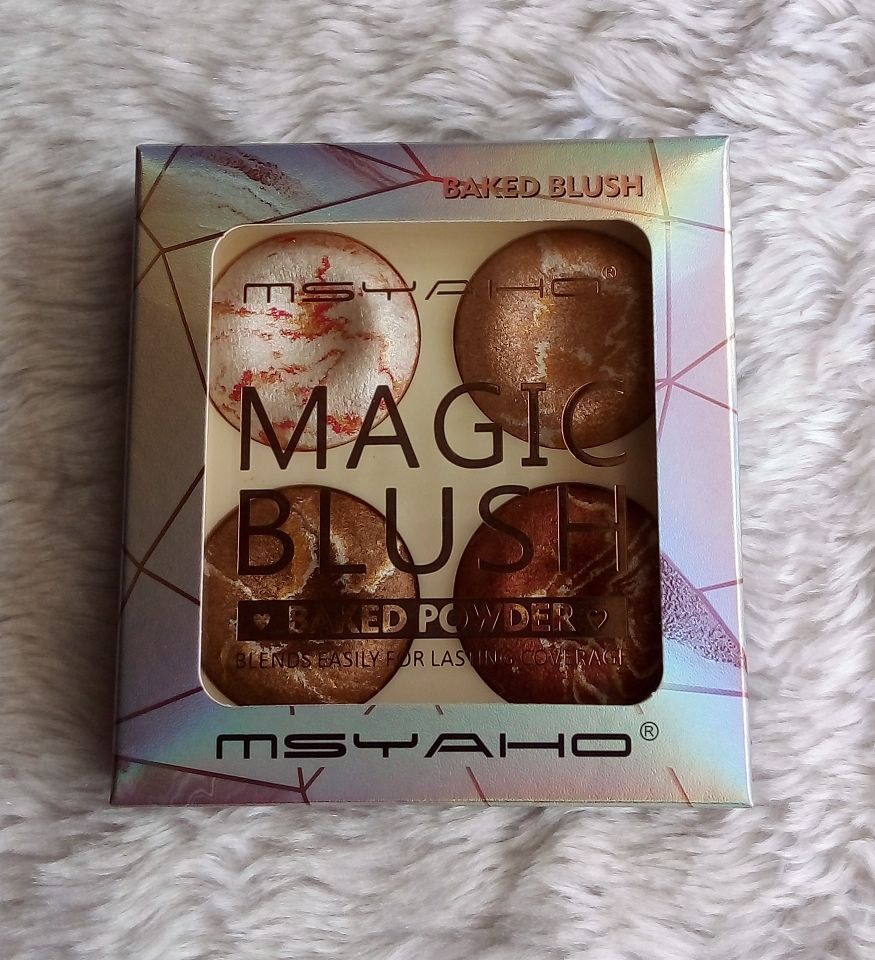 BAKED BLUSH
MSYAHO®
MAGIC
BLUSH
BAKED POWDER
BLENDS EASILY FOR LASTING COVERAGE
MSYAHO®